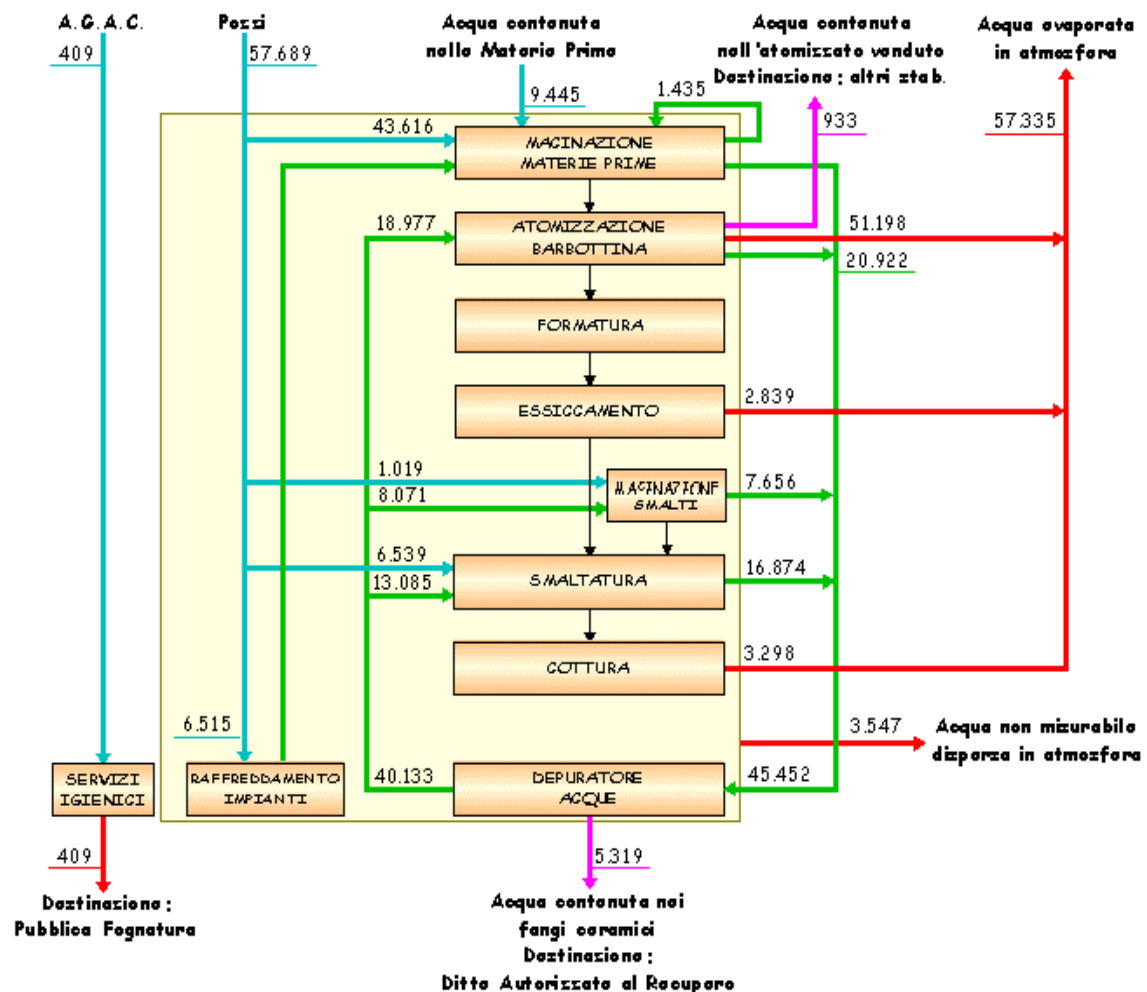 A.G.A.C.
409
Pozzi
57.689
Acqua contenuta
nelle Materie Prime
9.445
1.435
Acqua contenuta
nell'atomizzato venduto
Destinazione: altri stab.
933
Acqua evaporata
in atmosfera
57.335
43.616
MACINAZIONE
MATERIE PRIME
18.977
ATOMIZZAZIONE
BARBOTTINA
51.198
20.922
FORMATURA
ESSICCAMENTO
2.839
1.019
8.071
MACINAZIONE
SMALTI
7.656
6.539
13.085
SMALTATURA
16.874
COTTURA
3.298
6.515
3.547
Acqua non misurabile
dispersa in atmosfera
SERVIZI
IGIENICI
RAFFREDDAMENTO
IMPIANTI
40.133
DEPURATORE
ACQUE
45.452
409
5.319
Destinazione:
Pubblica Fognatura
Acqua contenuta nei
fangi ceramici
Destinazione:
Ditta Autorizzata al Recupero